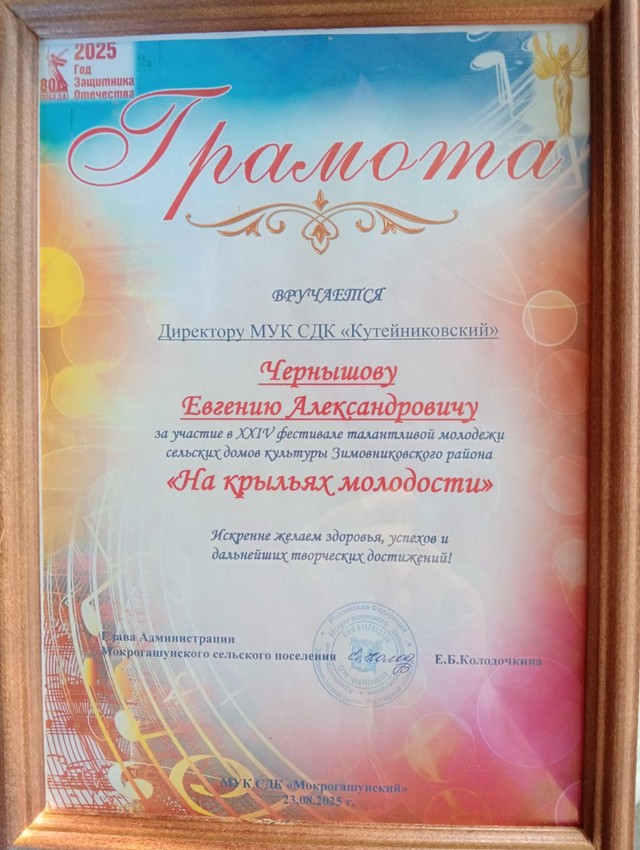 2025
Год
Защитника
Отечества
80
ПОБЕДА!
Грамота
ВРУЧАЕТСЯ
Директору МУК СДК «Кутейниковский»
Чернышову
Евгению Александровичу
за участие в XXIV фестивале талантливой молодежи
сельских домов культуры Зимовниковского района
«На крыльях молодости»
Искренне желаем здоровья, успехов и
дальнейших творческих достижений!
Российская Федерация
Глава Администрации
Мокрогашунского сельского поселения
Е.Б.Колодочкина
МУК СДК «Мокрогашунский»
23.08.2025 г.